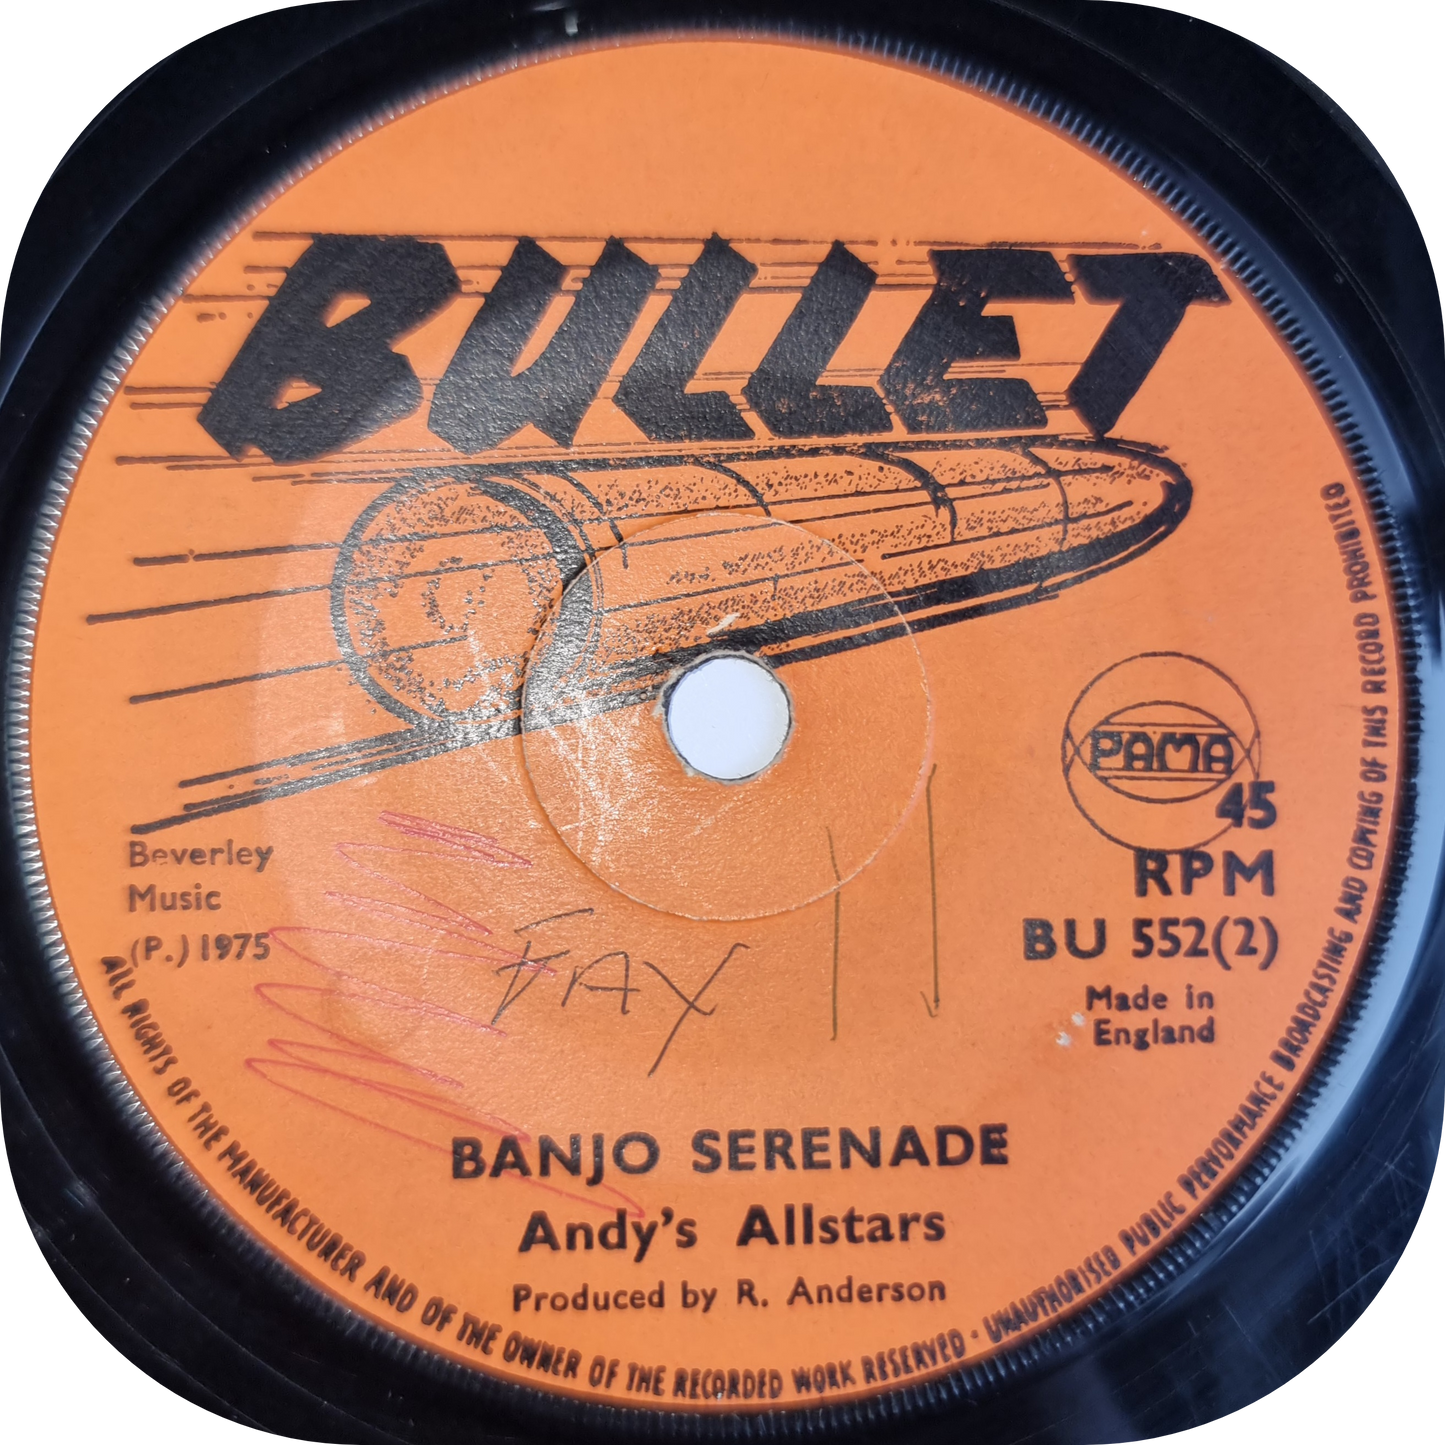 BULLET
PAMA
45
RPM
BU 552(2)
Made in
England
Beverley
Music
(P.) 1975
FAX
BANJO SERENADE
Andy's Allstars
Produced by R. Anderson
ALL RIGHTS OF THE MANUFACTURER AND OF THE OWNER OF THE RECORDED WORK RESERVED · UNAUTHORISED PUBLIC PERFORMANCE BROADCASTING AND COPYING OF THIS RECORD PROHIBITED